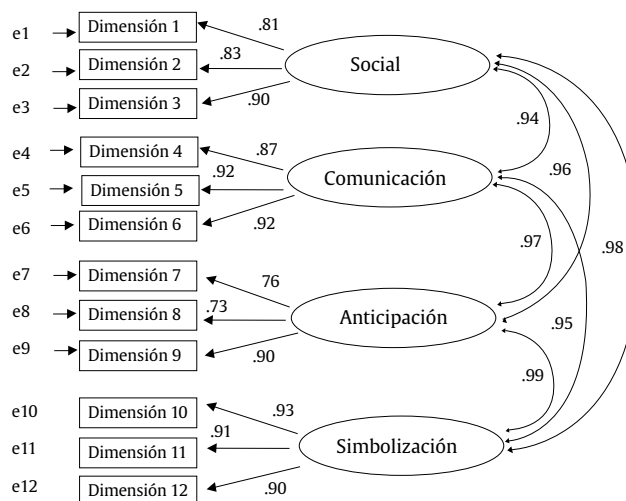 e1 Dimensión 1 .81
e2 Dimensión 2 .83 Social
e3 Dimensión 3 .90
.94
e4 Dimensión 4 .87
.96
e5 Dimensión 5 .92 Comunicación
e6 Dimensión 6 .92
.97
.98
e7 Dimensión 7 76
e8 Dimensión 8 .73 Anticipación
.95
e9 Dimensión 9 .90
.99
e10 Dimensión 10 .93
e11 Dimensión 11 .91 Simbolización
e12 Dimensión 12 .90